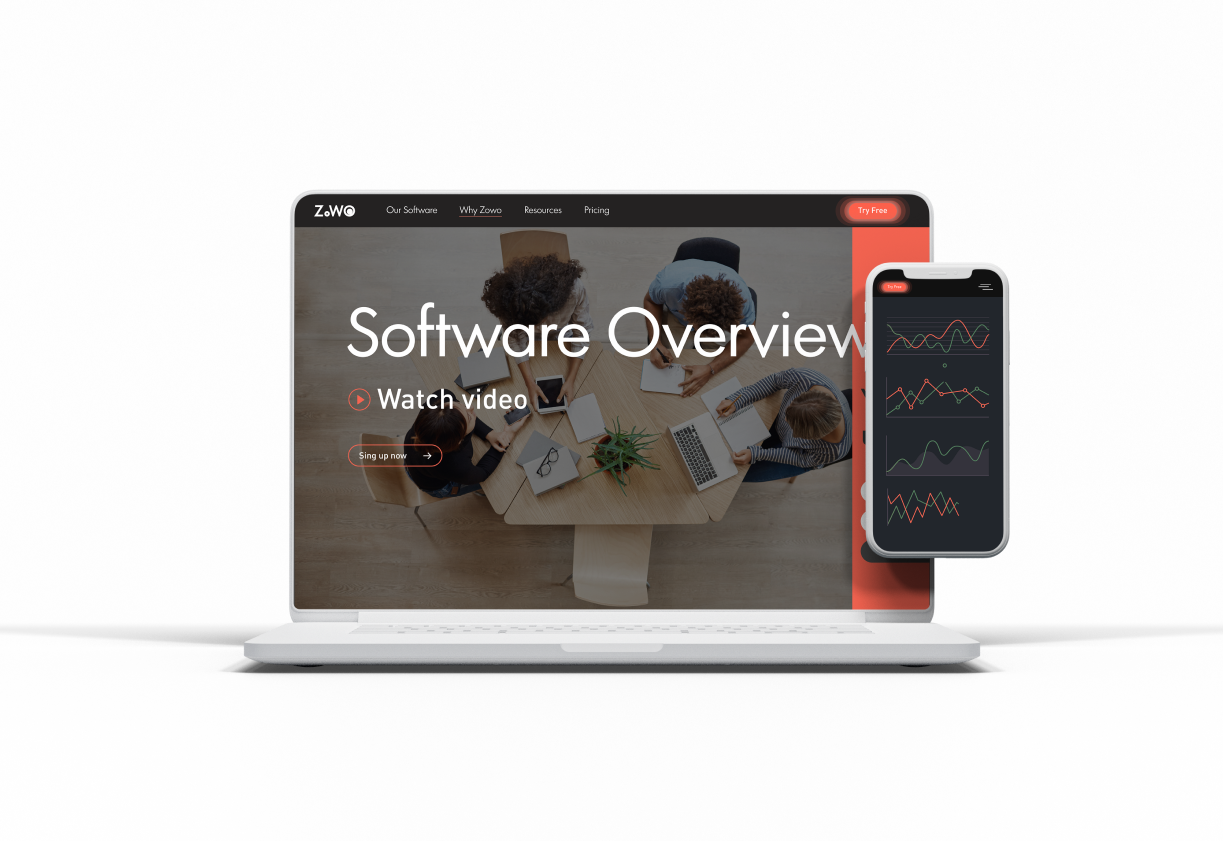 ZoWO
Our Software
Why Zowo
Resources
Pricing
Try Free
Software Overview
Watch video
Sing up now
Try Free